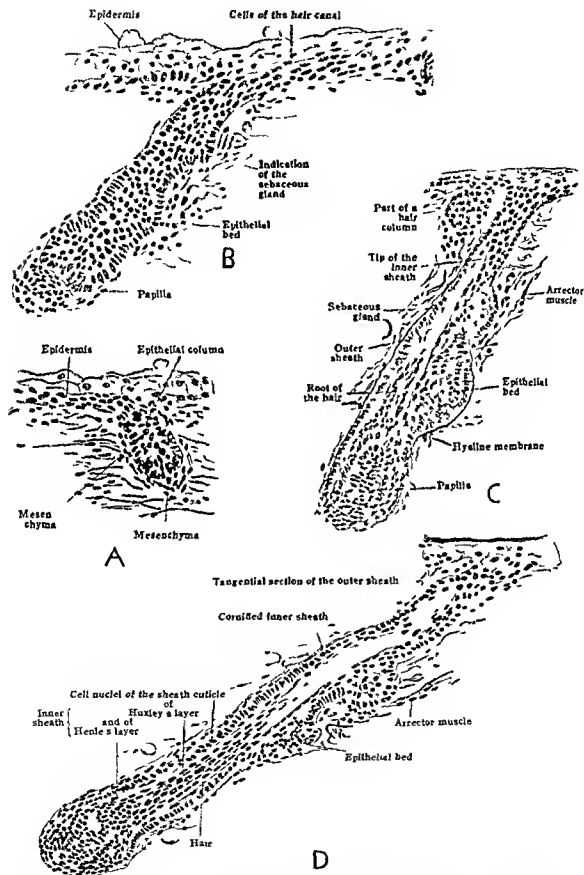 Epidermis
Cells of the hair canal
Indication
of the
sebaceous
gland
Epithelial
bed
Papilla
B
Part of a
hair
column
Tip of the
inner
sheath
Sebaceous
gland
Outer
sheath
Root of
the hair
Arrector
muscle
Epithelial
bed
Hyaline membrane
Papilla
C
Epidermis
Epithelial column
Mesen
chyma
Mesenchyma
A
Tangential section of the outer sheath
Cornified inner sheath
Cell nuclei of the sheath cuticle
of
Huxley s layer
Inner
sheath
and of
Henle s layer
Arrector muscle
Epithelial bed
Hair
D